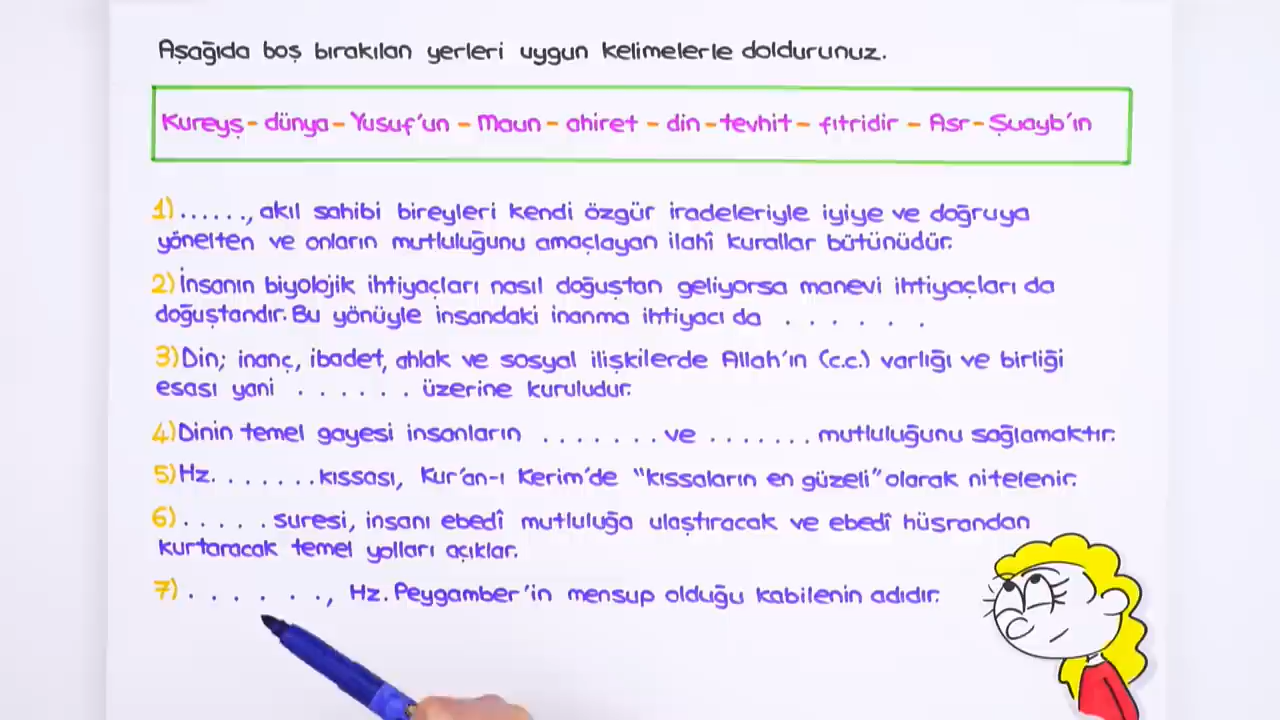 Aşağıda boş bırakılan yerleri uygun kelimelerle doldurunuz.
Kureyş - dünya - Yusuf'un - Maun - ahiret - din - tevhit - fıtridir - Asr - Şuayb'ın
1) ......, akıl sahibi bireyleri kendi özgür iradeleriyle iyiye ve doğruya
yönelten ve onların mutluluğunu amaçlayan ilahî kurallar bütünüdür.
2) İnsanın biyolojik ihtiyaçları nasıl doğuştan geliyorsa manevi ihtiyaçları da
doğuştandır. Bu yönüyle insandaki inanma ihtiyacı da . . . . . .
3) Din; inanç, ibadet, ahlak ve sosyal ilişkilerde Allah'ın (c.c.) varlığı ve birliği
esası yani . . . . . . üzerine kuruludur.
4) Dinin temel gayesi insanların . . . . . . . ve . . . . . . . mutluluğunu sağlamaktır.
5) Hz. . . . . . . kıssası, Kur'an-ı Kerim'de "kıssaların en güzeli" olarak nitelenir.
6) . . . . . suresi, insanı ebedî mutluluğa ulaştıracak ve ebedî hüsrandan
kurtaracak temel yolları açıklar.
7) . . . . . . ., Hz. Peygamber'in mensup olduğu kabilenin adıdır.